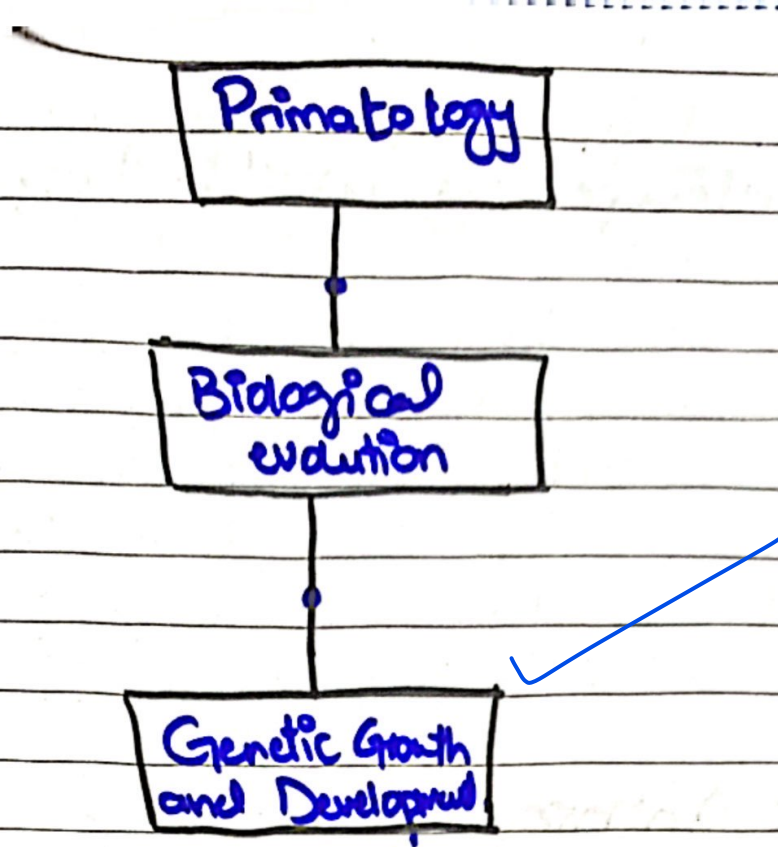 Primatology
Biological
evolution
Genetic Growth
and Development